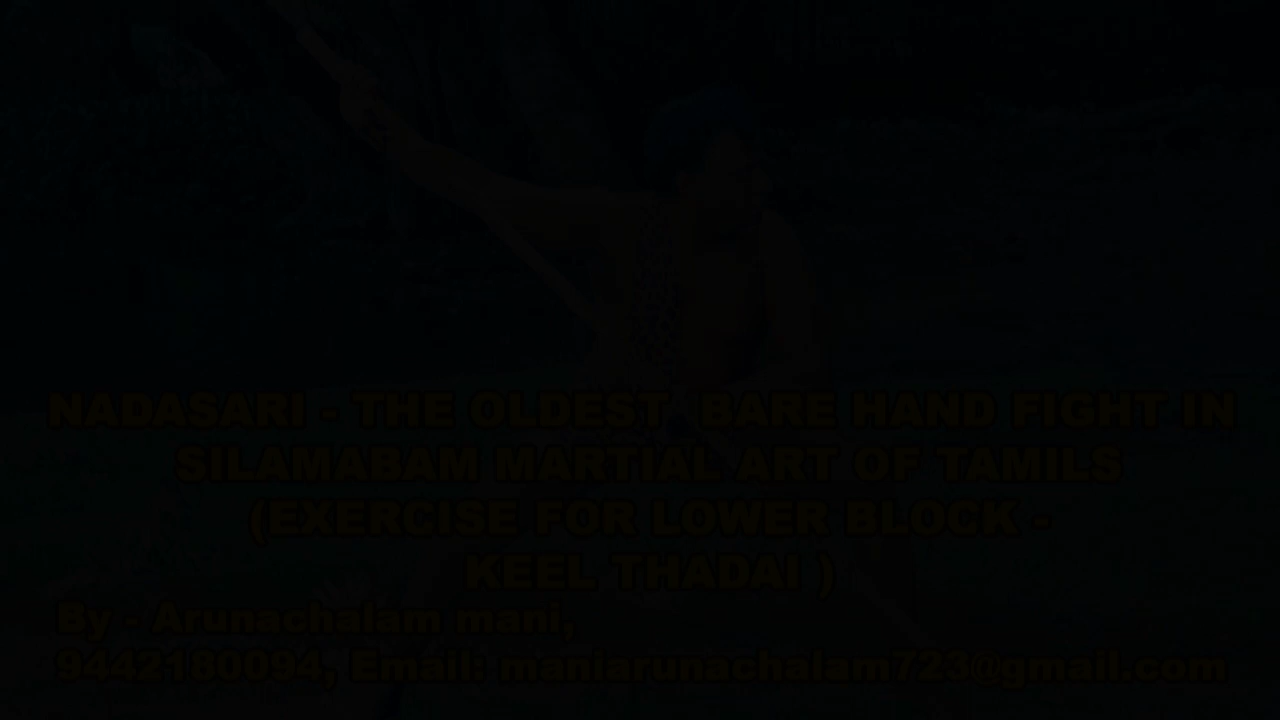 NADASARI - THE OLDEST BARE HAND FIGHT IN
SILAMABAM MARTIAL ART OF TAMILS
(EXERCISE FOR LOWER BLOCK -
KEEL THADAI )
By - Arunachalam mani,
9442180094, Email: maniarunachalam723@gmail.com